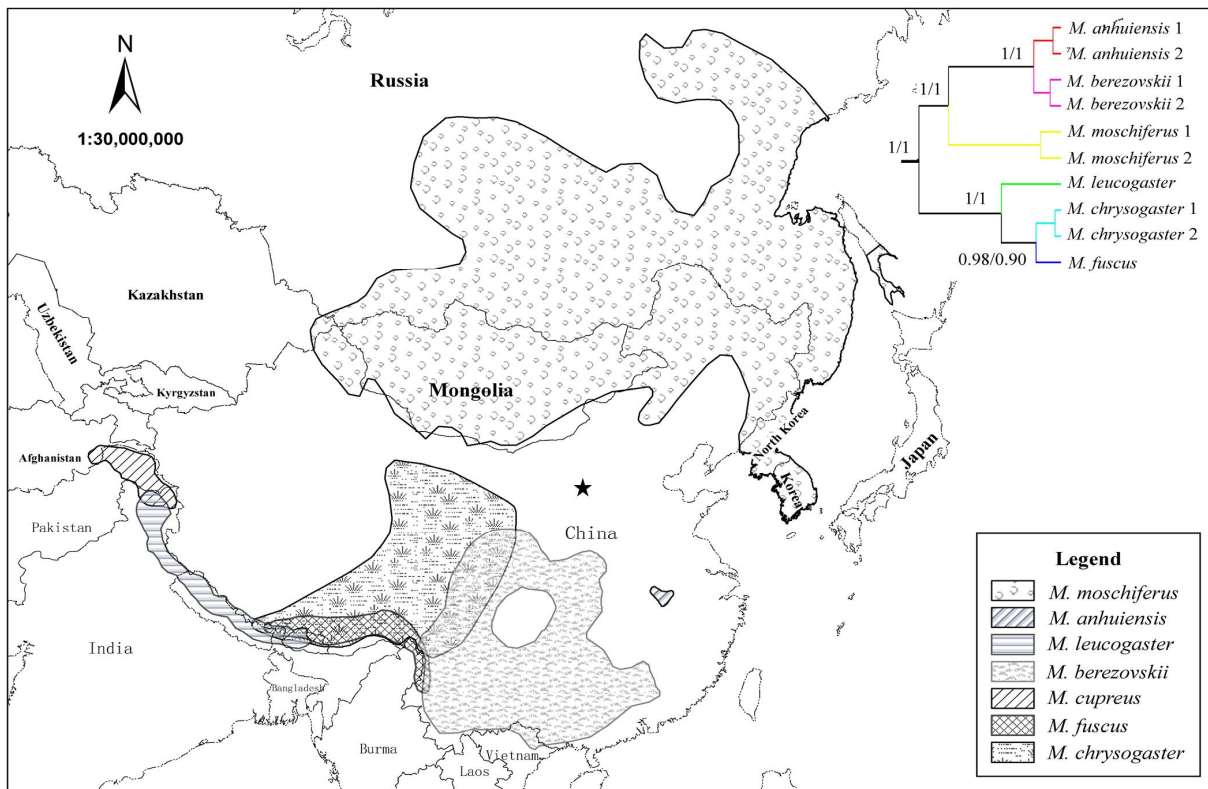 N
1:30,000,000
Russia
Kazakhstan
Uzbekistan
Kyrgyzstan
Afghanistan
Pakistan
India
Mongolia
North Korea
Korea
Japan
China
Bangladesh
Burma
Laos
Vietnam
M. anhuiensis 1
M. anhuiensis 2
M. berezovskii 1
M. berezovskii 2
M. moschiferus 1
M. moschiferus 2
M. leucogaster
M. chrysogaster 1
M. chrysogaster 2
M. fuscus
1/1
1/1
1/1
1/1
0.98/0.90
Legend
M. moschiferus
M. anhuiensis
M. leucogaster
M. berezovskii
M. cupreus
M. fuscus
M. chrysogaster